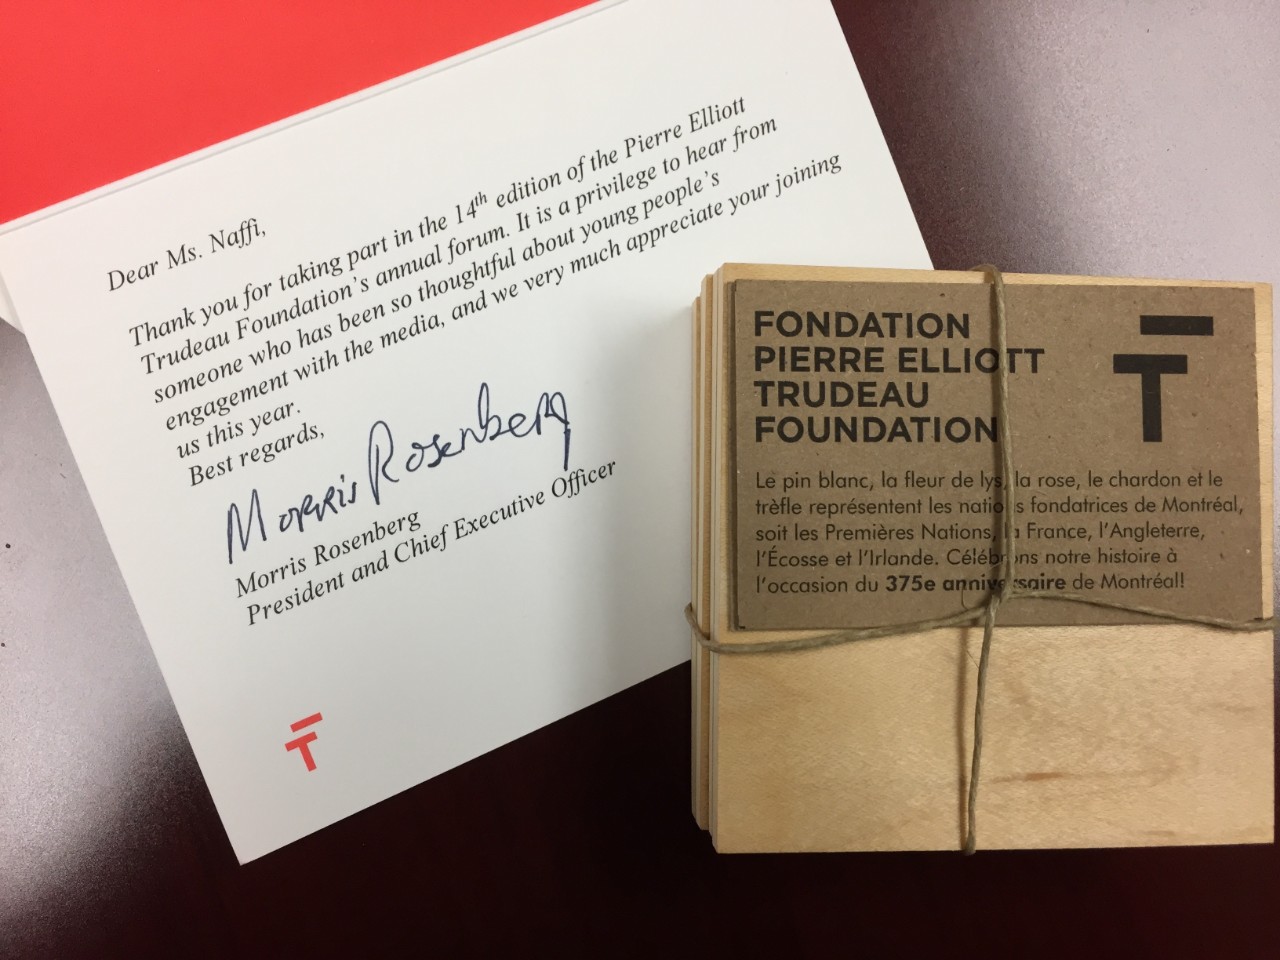 Dear Ms. Naffi,
Thank you for taking part in the 14th edition of the Pierre Elliott
Trudeau Foundation's annual forum. It is a privilege to hear from
someone who has been so thoughtful about young people's
engagement with the media, and we very much appreciate your joining
us this year.
Best regards,
Morris Rosenberg
Morris Rosenberg
President and Chief Executive Officer
T
FONDATION
PIERRE ELLIOTT
TRUDEAU
FOUNDATION
T
Le pin blanc, la fleur de lys, la rose, le chardon et le
trèfle représentent les nations fondatrices de Montréal,
soit les Premières Nations, la France, l'Angleterre,
l'Écosse et l'Irlande. Célébrons notre histoire à
l'occasion du 375e anniversaire de Montréal!